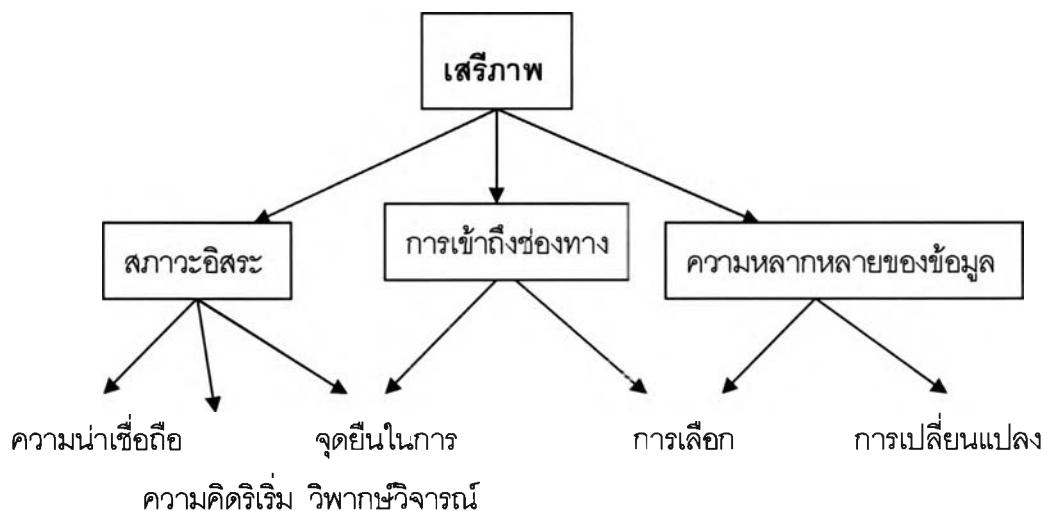 เสรีภาพ
สภาวะอิสระ
การเข้าถึงช่องทาง
ความหลากหลายของข้อมูล
ความน่าเชื่อถือ จุดยืนในการ การเลือก การเปลี่ยนแปลง
ความคิดริเริ่ม วิพากษ์วิจารณ์